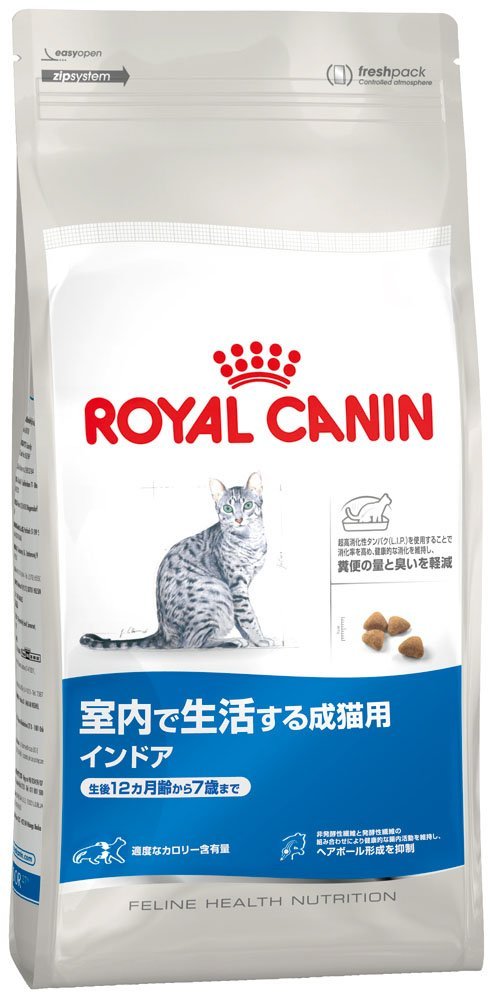 easyopen
zipsystem
freshpack
Controlled atmosphere
ROYAL CANIN
超高消化性タンパク(L.I.P.)を使用することで
消化率を高め、健康的な消化を維持し、
糞便の量と臭いを軽減
室内で生活する成猫用
インドア
生後12カ月齢から7歳まで
適度なカロリー含有量
非発酵性繊維と発酵性繊維の
組み合わせにより健康的な腸内活動を維持し、
ヘアボール形成を抑制
FELINE HEALTH NUTRITION